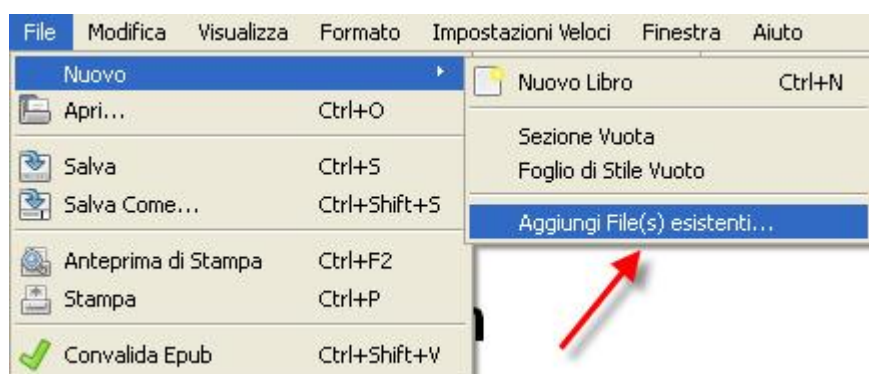 File Modifica Visualizza Formato Impostazioni Veloci Finestra Aiuto
Nuovo
Apri... Ctrl+O
Salva Ctrl+S
Salva Come... Ctrl+Shift+S
Anteprima di Stampa Ctrl+F2
Stampa Ctrl+P
Convalida Epub Ctrl+Shift+V
Nuovo Libro Ctrl+N
Sezione Vuota
Foglio di Stile Vuoto
Aggiungi File(s) esistenti...